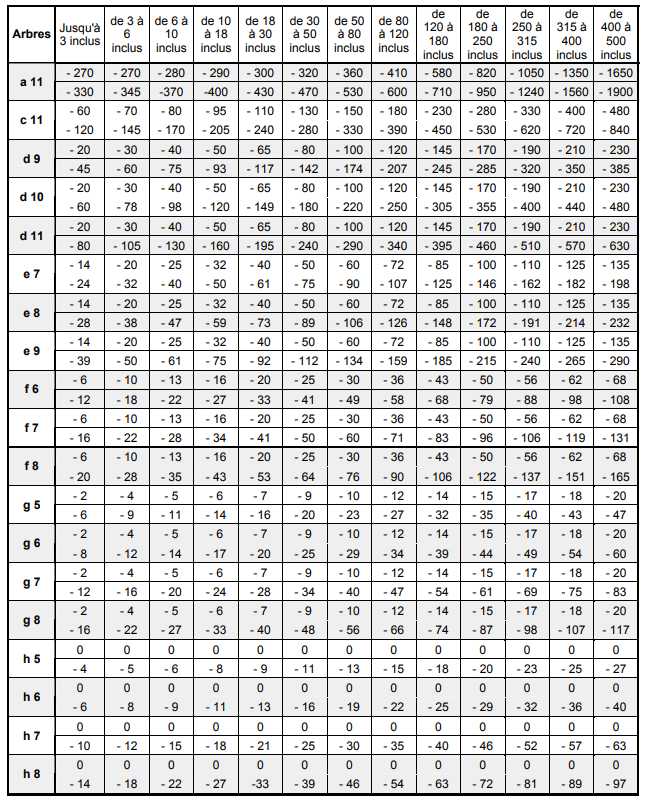 Arbres Jusqu'à 3 inclus de 3 à 6 inclus de 6 à 10 inclus de 10 à 18 inclus de 18 à 30 inclus de 30 à 50 inclus de 50 à 80 inclus de 80 à 120 inclus de 120 à 180 inclus de 180 à 250 inclus de 250 à 315 inclus de 315 à 400 inclus de 400 à 500 inclus
a 11 - 270 - 270 - 280 - 290 - 300 - 320 - 360 - 410 - 580 - 820 - 1050 - 1350 - 1650
- 330 - 345 -370 -400 - 430 - 470 - 530 - 600 - 710 - 950 - 1240 - 1560 - 1900
c 11 - 60 - 70 - 80 - 95 - 110 - 130 - 150 - 180 - 230 - 280 - 330 - 400 - 480
- 120 - 145 - 170 - 205 - 240 - 280 - 330 - 390 - 450 - 530 - 620 - 720 - 840
d 9 - 20 - 30 - 40 - 50 - 65 - 80 - 100 - 120 - 145 - 170 - 190 - 210 - 230
- 45 - 60 - 75 - 93 - 117 - 142 - 174 - 207 - 245 - 285 - 320 - 350 - 385
d 10 - 20 - 30 - 40 - 50 - 65 - 80 - 100 - 120 - 145 - 170 - 190 - 210 - 230
- 60 - 78 - 98 - 120 - 149 - 180 - 220 - 250 - 305 - 355 - 400 - 440 - 480
d 11 - 20 - 30 - 40 - 50 - 65 - 80 - 100 - 120 - 145 - 170 - 190 - 210 - 230
- 80 - 105 - 130 - 160 - 195 - 240 - 290 - 340 - 395 - 460 - 510 - 570 - 630
e 7 - 14 - 20 - 25 - 32 - 40 - 50 - 60 - 72 - 85 - 100 - 110 - 125 - 135
- 24 - 32 - 40 - 50 - 61 - 75 - 90 - 107 - 125 - 146 - 162 - 182 - 198
e 8 - 14 - 20 - 25 - 32 - 40 - 50 - 60 - 72 - 85 - 100 - 110 - 125 - 135
- 28 - 38 - 47 - 59 - 73 - 89 - 106 - 126 - 148 - 172 - 191 - 214 - 232
e 9 - 14 - 20 - 25 - 32 - 40 - 50 - 60 - 72 - 85 - 100 - 110 - 125 - 135
- 39 - 50 - 61 - 75 - 92 - 112 - 134 - 159 - 185 - 215 - 240 - 265 - 290
f 6 - 6 - 10 - 13 - 16 - 20 - 25 - 30 - 36 - 43 - 50 - 56 - 62 - 68
- 12 - 18 - 22 - 27 - 33 - 41 - 49 - 58 - 68 - 79 - 88 - 98 - 108
f 7 - 6 - 10 - 13 - 16 - 20 - 25 - 30 - 36 - 43 - 50 - 56 - 62 - 68
- 16 - 22 - 28 - 34 - 41 - 50 - 60 - 71 - 83 - 96 - 106 - 119 - 131
f 8 - 6 - 10 - 13 - 16 - 20 - 25 - 30 - 36 - 43 - 50 - 56 - 62 - 68
- 20 - 28 - 35 - 43 - 53 - 64 - 76 - 90 - 106 - 122 - 137 - 151 - 165
g 5 - 2 - 4 - 5 - 6 - 7 - 9 - 10 - 12 - 14 - 15 - 17 - 18 - 20
- 6 - 9 - 11 - 14 - 16 - 20 - 23 - 27 - 32 - 35 - 40 - 43 - 47
g 6 - 2 - 4 - 5 - 6 - 7 - 9 - 10 - 12 - 14 - 15 - 17 - 18 - 20
- 8 - 12 - 14 - 17 - 20 - 25 - 29 - 34 - 39 - 44 - 49 - 54 - 60
g 7 - 2 - 4 - 5 - 6 - 7 - 9 - 10 - 12 - 14 - 15 - 17 - 18 - 20
- 12 - 16 - 20 - 24 - 28 - 34 - 40 - 47 - 54 - 61 - 69 - 75 - 83
g 8 - 2 - 4 - 5 - 6 - 7 - 9 - 10 - 12 - 14 - 15 - 17 - 18 - 20
- 16 - 22 - 27 - 33 - 40 - 48 - 56 - 66 - 74 - 87 - 98 - 107 - 117
h 5 0 0 0 0 0 0 0 0 0 0 0 0 0
- 4 - 5 - 6 - 8 - 9 - 11 - 13 - 15 - 18 - 20 - 23 - 25 - 27
h 6 0 0 0 0 0 0 0 0 0 0 0 0 0
- 6 - 8 - 9 - 11 - 13 - 16 - 19 - 22 - 25 - 29 - 32 - 36 - 40
h 7 0 0 0 0 0 0 0 0 0 0 0 0 0
- 10 - 12 - 15 - 18 - 21 - 25 - 30 - 35 - 40 - 46 - 52 - 57 - 63
h 8 0 0 0 0 0 0 0 0 0 0 0 0 0
- 14 - 18 - 22 - 27 -33 - 39 - 46 - 54 - 63 - 72 - 81 - 89 - 97